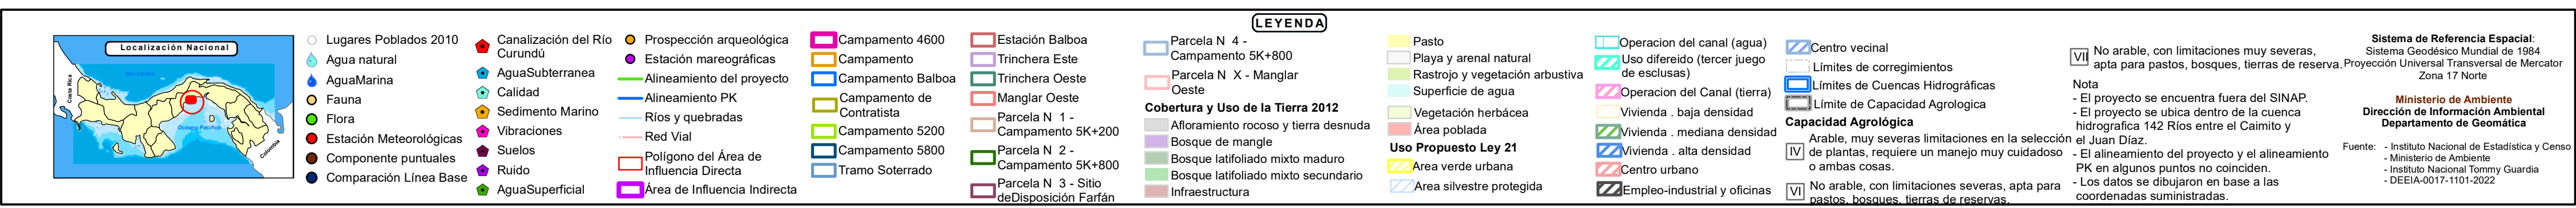 LEYENDA
Localización Nacional
Mar Caribe
Costa Rica
Océano Pacífico
Colombia
Lugares Poblados 2010
Agua natural
AguaMarina
Fauna
Flora
Estación Meteorológicas
Componente puntuales
Comparación Línea Base
Canalización del Río
Curundú
AguaSubterranea
Calidad
Sedimento Marino
Vibraciones
Suelos
Ruido
AguaSuperficial
Prospección arqueológica
Estación mareográficas
Alineamiento del proyecto
Alineamiento PK
Ríos y quebradas
Red Vial
Polígono del Área de
Influencia Directa
Área de Influencia Indirecta
Campamento 4600
Campamento
Campamento Balboa
Campamento de
Contratista
Campamento 5200
Campamento 5800
Tramo Soterrado
Estación Balboa
Trinchera Este
Trinchera Oeste
Manglar Oeste
Parcela N 1 -
Campamento 5K+200
Parcela N 2 -
Campamento 5K+800
Parcela N 3 - Sitio
deDisposición Farfán
Parcela N 4 -
Campamento 5K+800
Parcela N X - Manglar
Oeste
Cobertura y Uso de la Tierra 2012
Afloramiento rocoso y tierra desnuda
Bosque de mangle
Bosque latifoliado mixto maduro
Bosque latifoliado mixto secundario
Infraestructura
Pasto
Playa y arenal natural
Rastrojo y vegetación arbustiva
Superficie de agua
Vegetación herbácea
Área poblada
Uso Propuesto Ley 21
Area verde urbana
Area silvestre protegida
Operacion del canal (agua)
Uso difereido (tercer juego
de esclusas)
Operacion del Canal (tierra)
Vivienda . baja densidad
Vivienda . mediana densidad
Vivienda . alta densidad
Centro urbano
Empleo-industrial y oficinas
Centro vecinal
Límites de corregimientos
Límites de Cuencas Hidrográficas
Límite de Capacidad Agrologica
Capacidad Agrológica
IV
Arable, muy severas limitaciones en la selección
de plantas, requiere un manejo muy cuidadoso
o ambas cosas.
VI
No arable, con limitaciones severas, apta para
pastos, bosques, tierras de reservas.
VII
No arable, con limitaciones muy severas,
apta para pastos, bosques, tierras de reserva.
Nota
- El proyecto se encuentra fuera del SINAP.
- El proyecto se ubica dentro de la cuenca
hidrografica 142 Ríos entre el Caimito y
el Juan Díaz.
- El alineamiento del proyecto y el alineamiento
PK en algunos puntos no coinciden.
- Los datos se dibujaron en base a las
coordenadas suministradas.
Sistema de Referencia Espacial:
Sistema Geodésico Mundial de 1984
Proyección Universal Transversal de Mercator
Zona 17 Norte
Ministerio de Ambiente
Dirección de Información Ambiental
Departamento de Geomática
Fuente: - Instituto Nacional de Estadística y Censo
- Ministerio de Ambiente
- Instituto Nacional Tommy Guardia
- DEEIA-0017-1101-2022